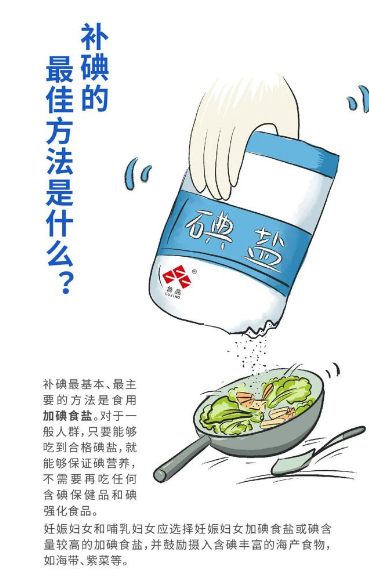 补碘的
最佳方法是什么？
碘盐
补碘最基本、最主
要的方法是食用
加碘食盐。对于一
般人群，只要能够
吃到合格碘盐，就
能够保证碘营养，
不需要再吃任何
含碘保健品和碘
强化食品。
妊娠妇女和哺乳妇女应选择妊娠妇女加碘食盐或碘含
量较高的加碘食盐，并鼓励摄入含碘丰富的海产食物，
如海带、紫菜等。